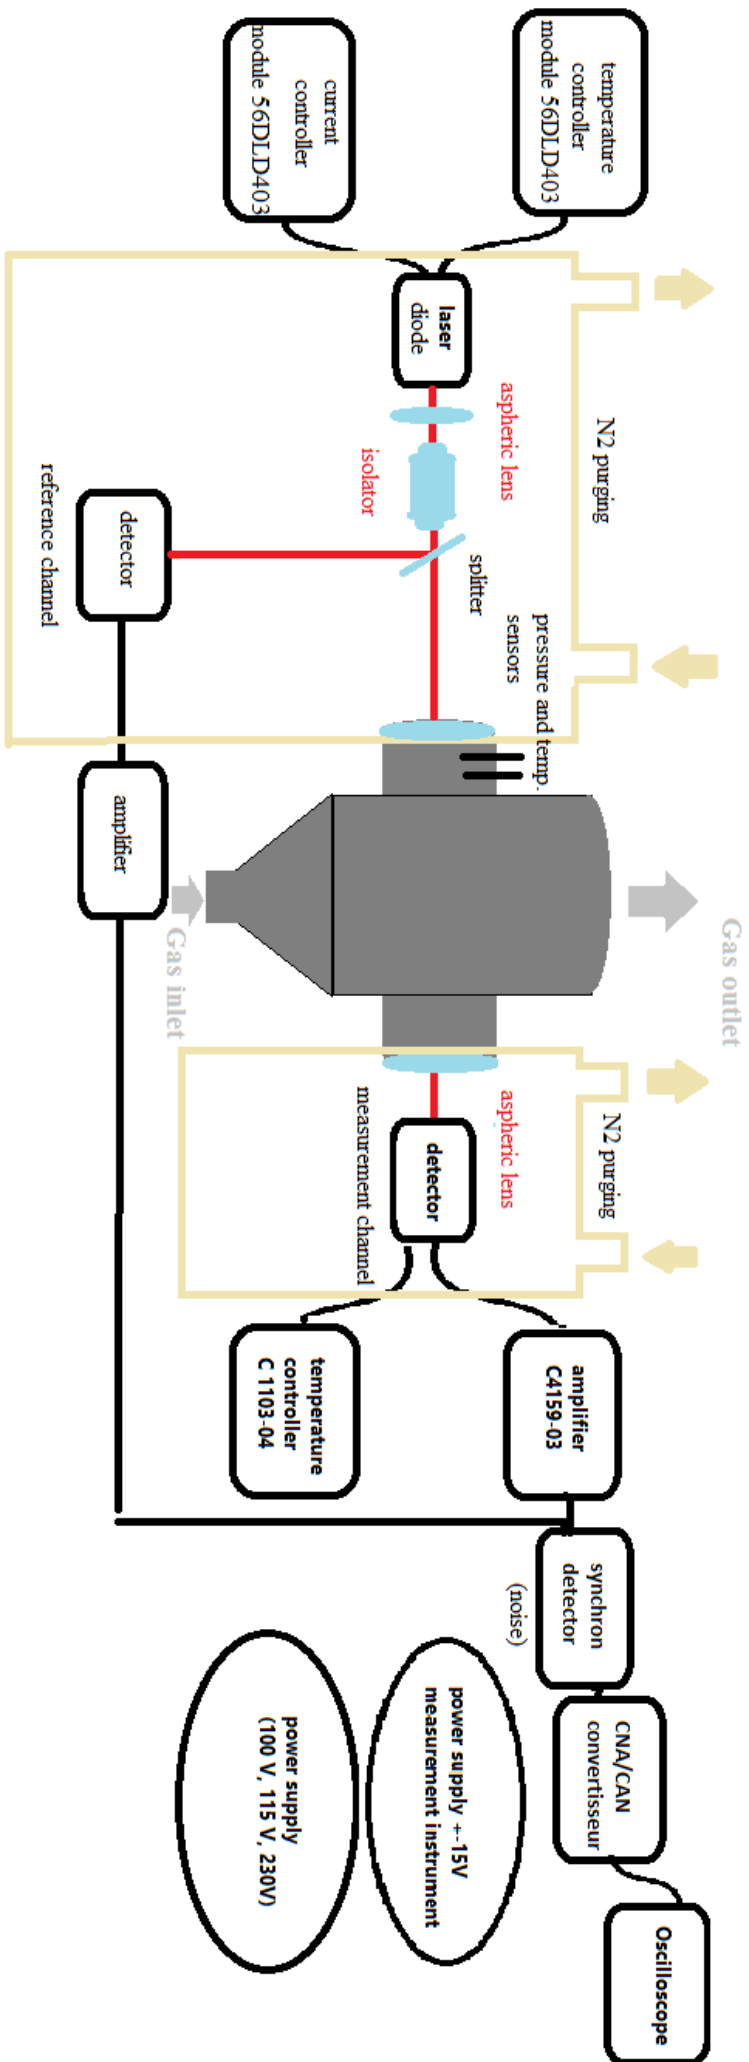 temperature
controller
module 56DLD403
current
controller
module 56DLD403
N2 purging
laser
diode
aspheric lens
isolator
splitter
pressure and temp.
sensors
detector
reference channel
amplifier
Gas outlet
Gas inlet
N2 purging
aspheric lens
detector
measurement channel
amplifier
C4159-03
temperature
controller
C 1103-04
synchron
detector
(noise)
CNA/CAN
convertisseur
Oscilloscope
power supply +-15V
measurement instrument
power supply
(100 V, 115 V, 230V)